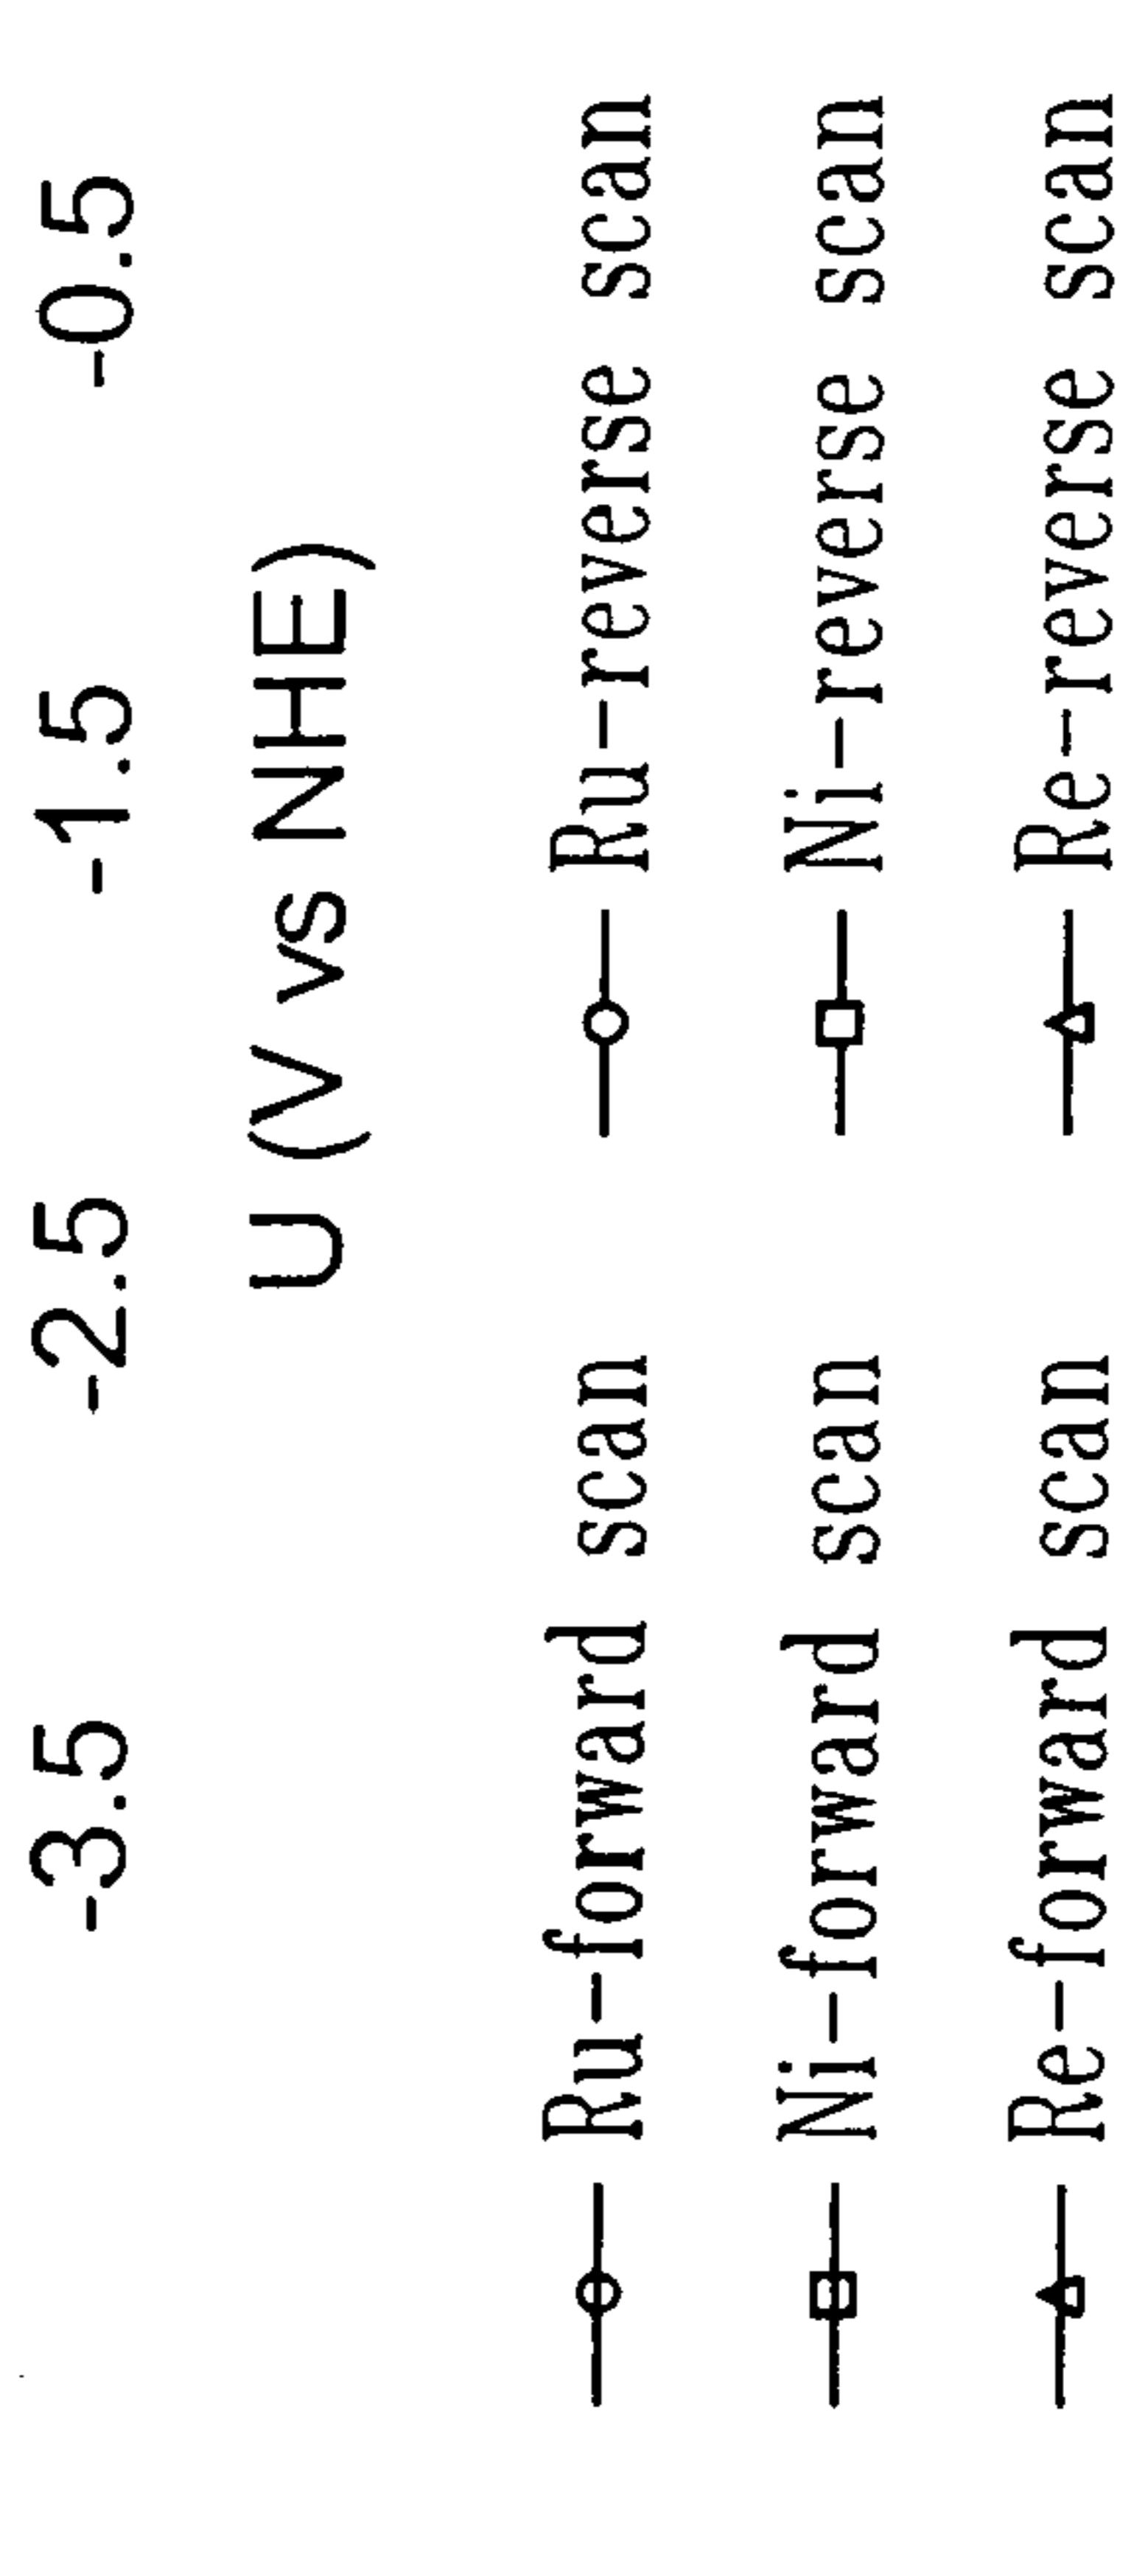 -3.5 -2.5 -1.5 -0.5
U (V vs NHE)
Ru-forward scan Ru-reverse scan
Ni-forward scan Ni-reverse scan
Re-forward scan Re-reverse scan